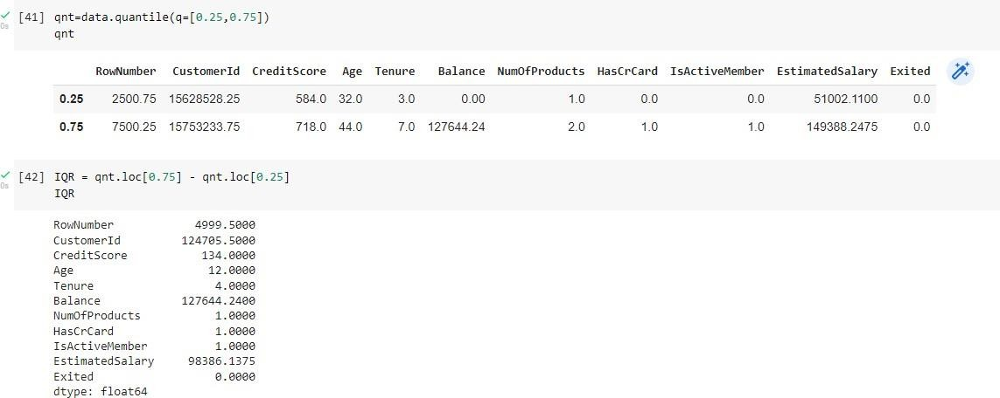 [41] qnt=data.quantile(q=[0.25,0.75])
qnt
0s
RowNumber CustomerId CreditScore Age Tenure Balance NumOfProducts HasCrCard IsActiveMember EstimatedSalary Exited
0.25 2500.75 15628528.25 584.0 32.0 3.0 0.00 1.0 0.0 0.0 51002.1100 0.0
0.75 7500.25 15753233.75 718.0 44.0 7.0 127644.24 2.0 1.0 1.0 149388.2475 0.0
[42] IQR = qnt.loc[0.75] - qnt.loc[0.25]
0s
IQR
RowNumber 4999.5000
CustomerId 124705.5000
CreditScore 134.0000
Age 12.0000
Tenure 4.0000
Balance 127644.2400
NumOfProducts 1.0000
HasCrCard 1.0000
IsActiveMember 1.0000
EstimatedSalary 98386.1375
Exited 0.0000
dtype: float64